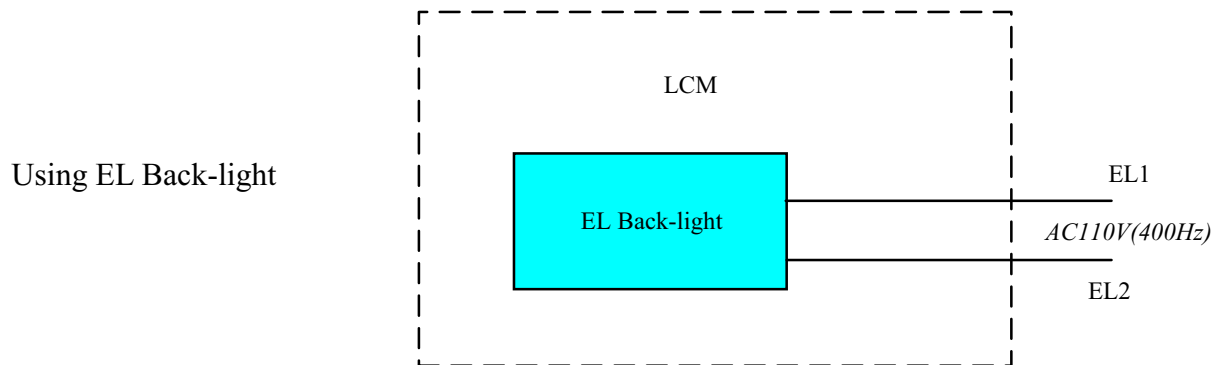 LCM
Using EL Back-light
EL Back-light
EL1
AC110V(400Hz)
EL2